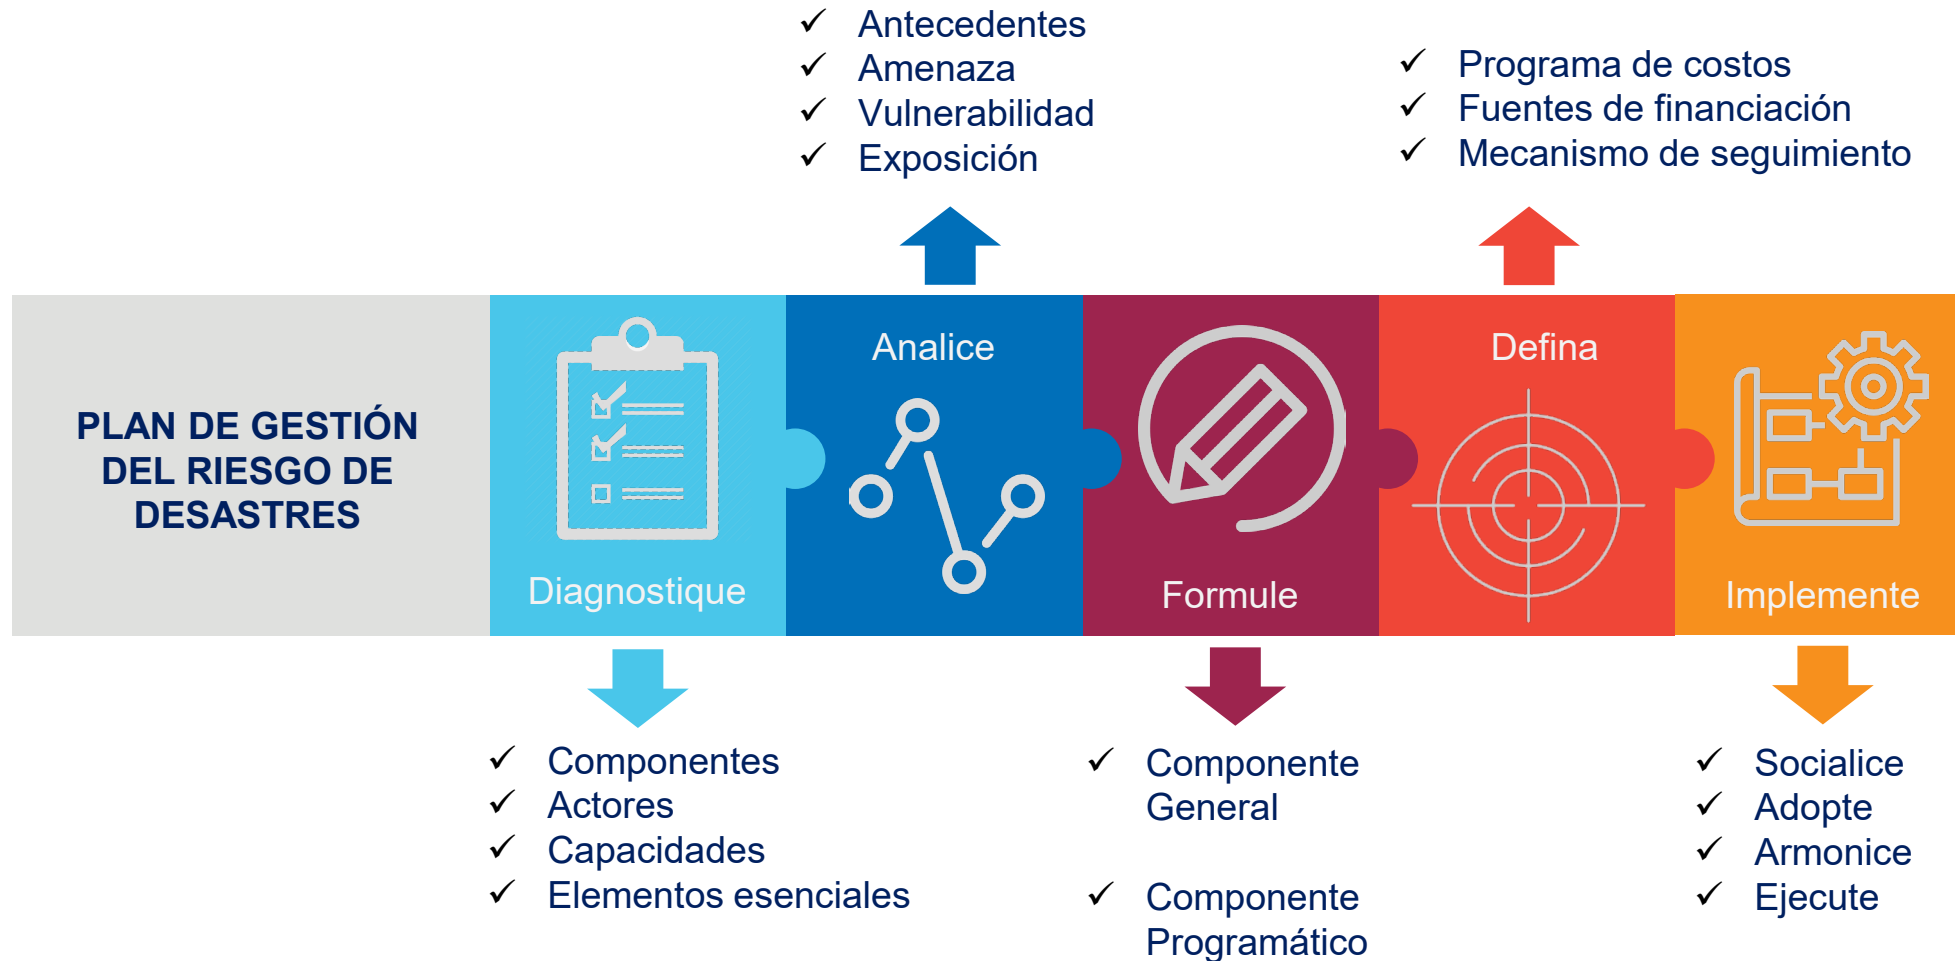 Antecedentes
Amenaza
Vulnerabilidad
Exposición
Programa de costos
Fuentes de financiación
Mecanismo de seguimiento
PLAN DE GESTIÓN
DEL RIESGO DE
DESASTRES
Diagnostique
Analice
Formule
Defina
Implemente
Componentes
Actores
Capacidades
Elementos esenciales
Componente
General
Componente
Programático
Socialice
Adopte
Armonice
Ejecute